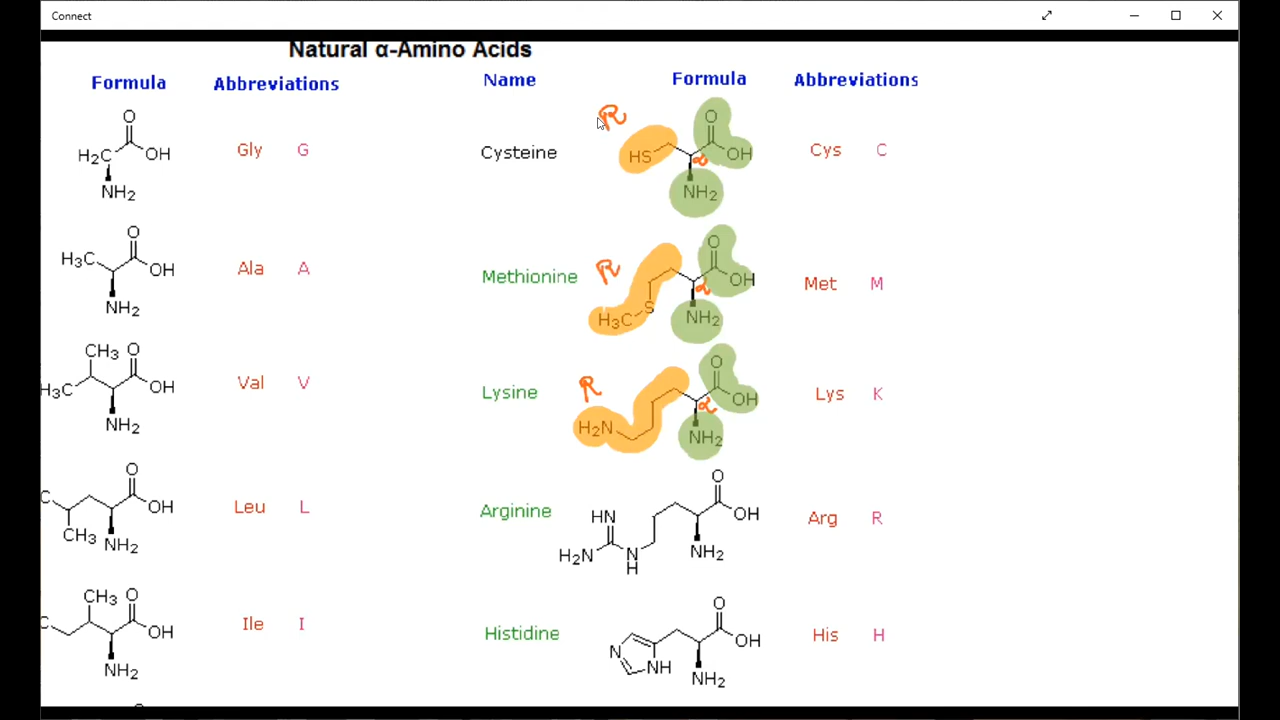 Connect
Natural α-Amino Acids
Formula Abbreviations Name Formula Abbreviations
O
H₂C OH Gly G
NH₂
Cysteine
R
O
HS α OH Cys C
NH₂
O
H₃C OH Ala A
NH₂
Methionine
R
O
α OH Met M
H₃C S NH₂
CH₃ O
H₃C OH Val V
NH₂
Lysine
R
O
α OH Lys K
H₂N NH₂
O
C OH Leu L
CH₃ NH₂
Arginine
O
HN OH Arg R
H₂N N NH₂
H
CH₃ O
C OH Ile I
NH₂
Histidine
O
N OH His H
NH NH₂